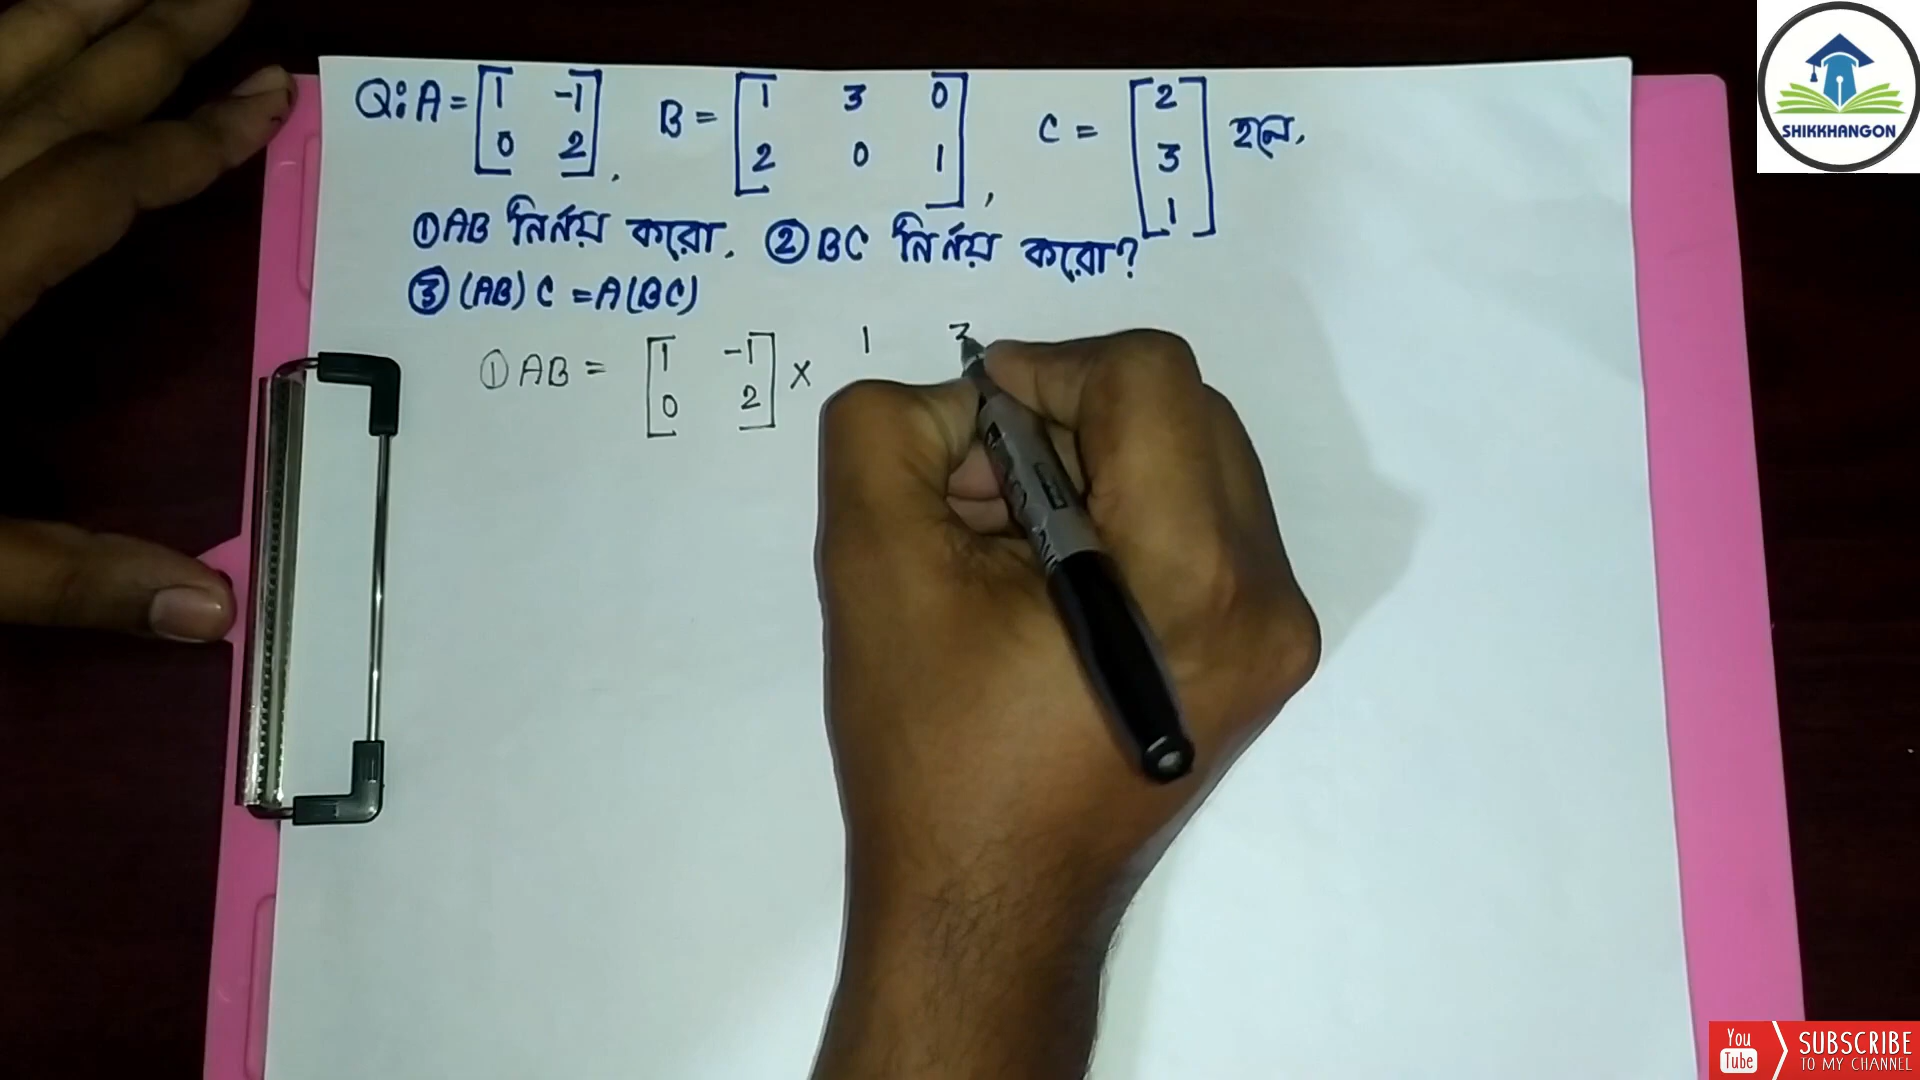 Q: A = [1 -1
0 2], B = [1 3 0
2 0 1], C = [2
3
1] হলে,
① AB নির্নয় করো. ② BC নির্নয় করো?
③ (AB) C = A(BC)
① AB = [1 -1
0 2] × 1 3
SHIKKHANGON
You Tube SUBSCRIBE
TO MY CHANNEL